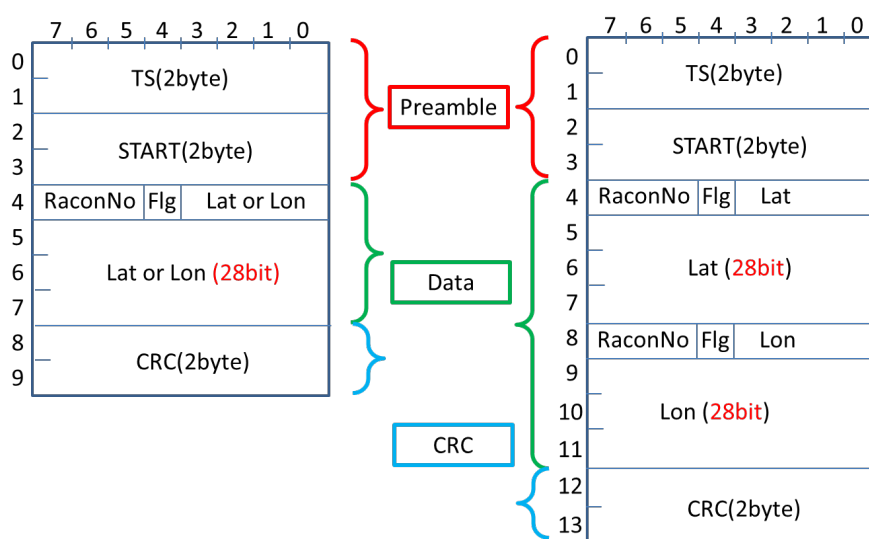 7 6 5 4 3 2 1 0
0
TS(2byte)
1
2
START(2byte)
3
4
RaconNo Flg Lat or Lon
5
6
Lat or Lon (28bit)
7
8
CRC(2byte)
9
Preamble
Data
CRC
7 6 5 4 3 2 1 0
0
TS(2byte)
1
2
START(2byte)
3
4
RaconNo Flg Lat
5
6
Lat (28bit)
7
8
RaconNo Flg Lon
9
10
Lon (28bit)
11
12
CRC(2byte)
13